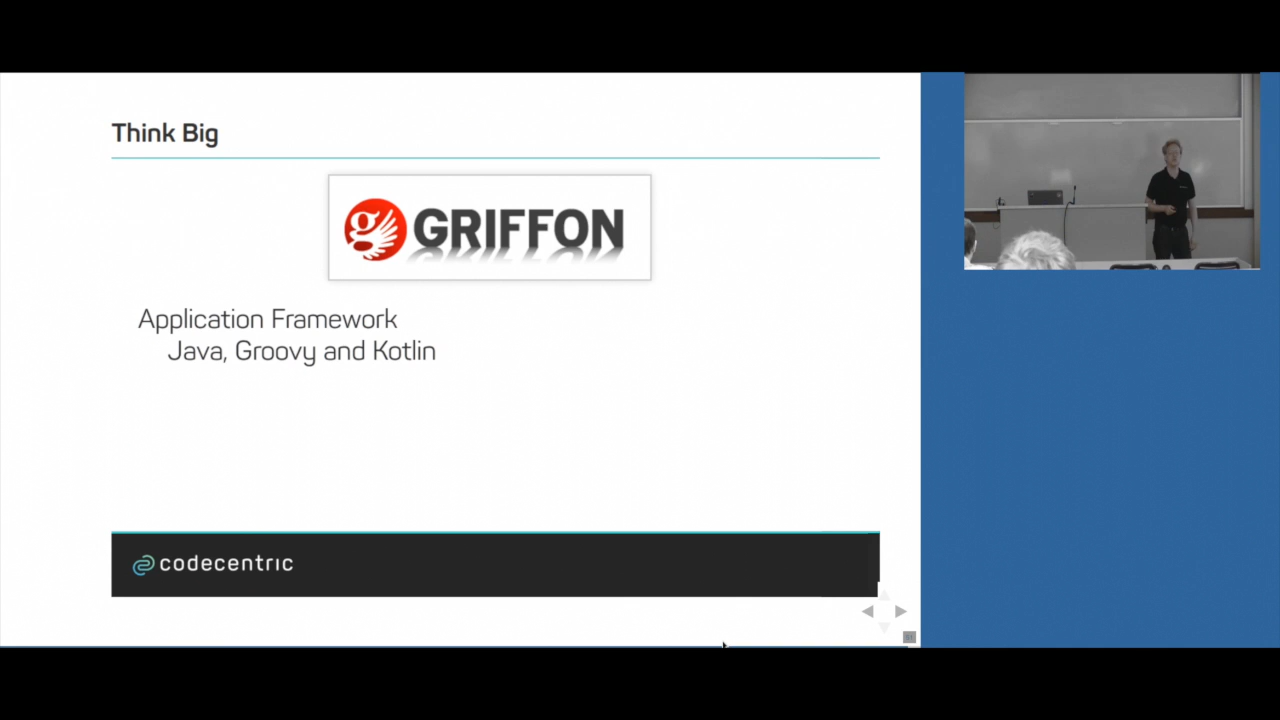 Think Big
GRIFFON
Application Framework
Java, Groovy and Kotlin
codecentric